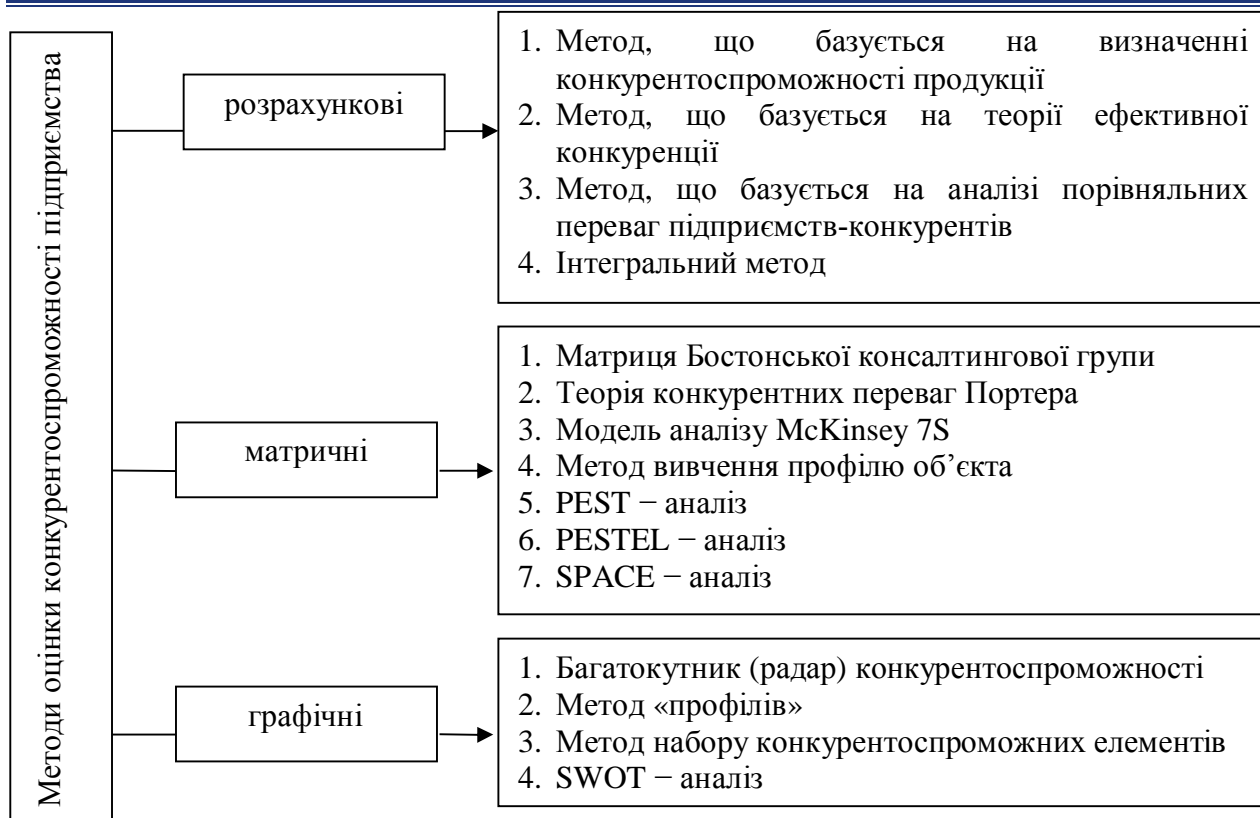 Методи оцінки конкурентоспроможності підприємства
розрахункові
1. Метод, що базується на визначенні
конкурентоспроможності продукції
2. Метод, що базується на теорії ефективної
конкуренції
3. Метод, що базується на аналізі порівняльних
переваг підприємств-конкурентів
4. Інтегральний метод
матричні
1. Матриця Бостонської консалтингової групи
2. Теорія конкурентних переваг Портера
3. Модель аналізу McKinsey 7S
4. Метод вивчення профілю об’єкта
5. PEST − аналіз
6. PESTEL − аналіз
7. SPACE − аналіз
графічні
1. Багатокутник (радар) конкурентоспроможності
2. Метод «профілів»
3. Метод набору конкурентоспроможних елементів
4. SWOT − аналіз